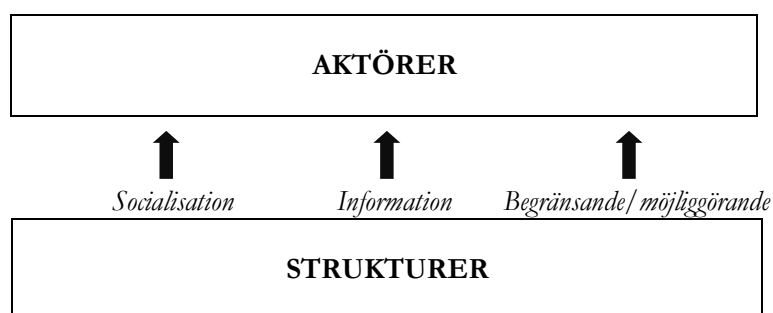 AKTÖRER
Socialisation Information Begränsande/möjliggörande
STRUKTURER